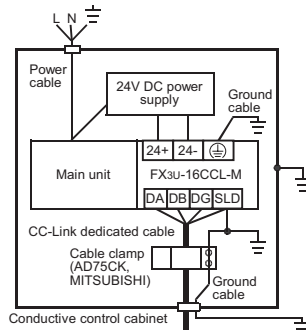 L N
Power
cable
24V DC power
supply
Ground
cable
24+ 24-
Main unit
FX3U-16CCL-M
DA DB DG SLD
CC-Link dedicated cable
Cable clamp
(AD75CK,
MITSUBISHI)
Ground
cable
Conductive control cabinet